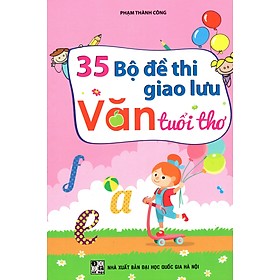 PHẠM THÀNH CÔNG
35 Bộ đề thi
giao lưu
Văn tuổi thơ
f a e
NHÀ XUẤT BẢN ĐẠI HỌC QUỐC GIA HÀ NỘI